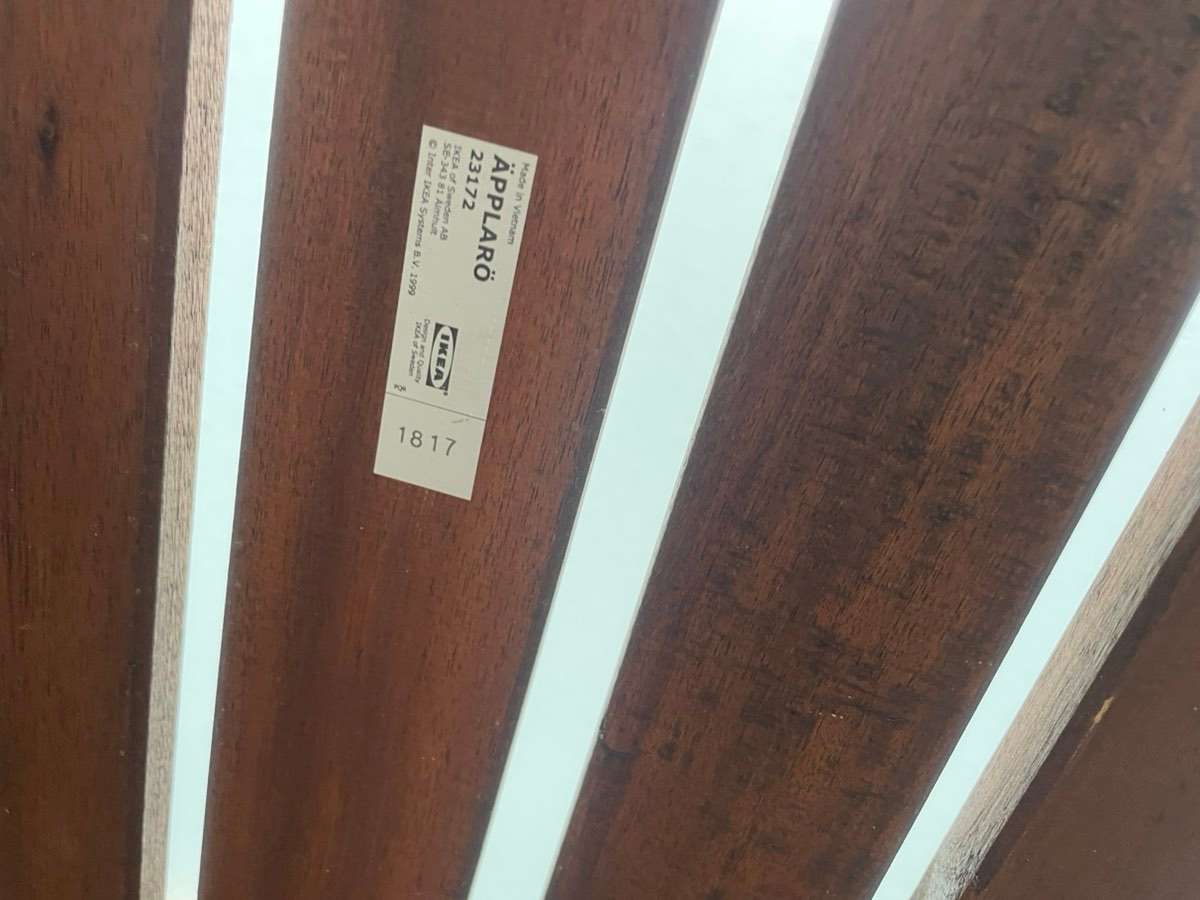 Made in Vietnam
ÄPPLARÖ
23172
IKEA of Sweden AB
SE-343 81 Älmhult
© Inter IKEA Systems B.V. 1999
IKEA®
Design and Quality
IKEA of Sweden
1817